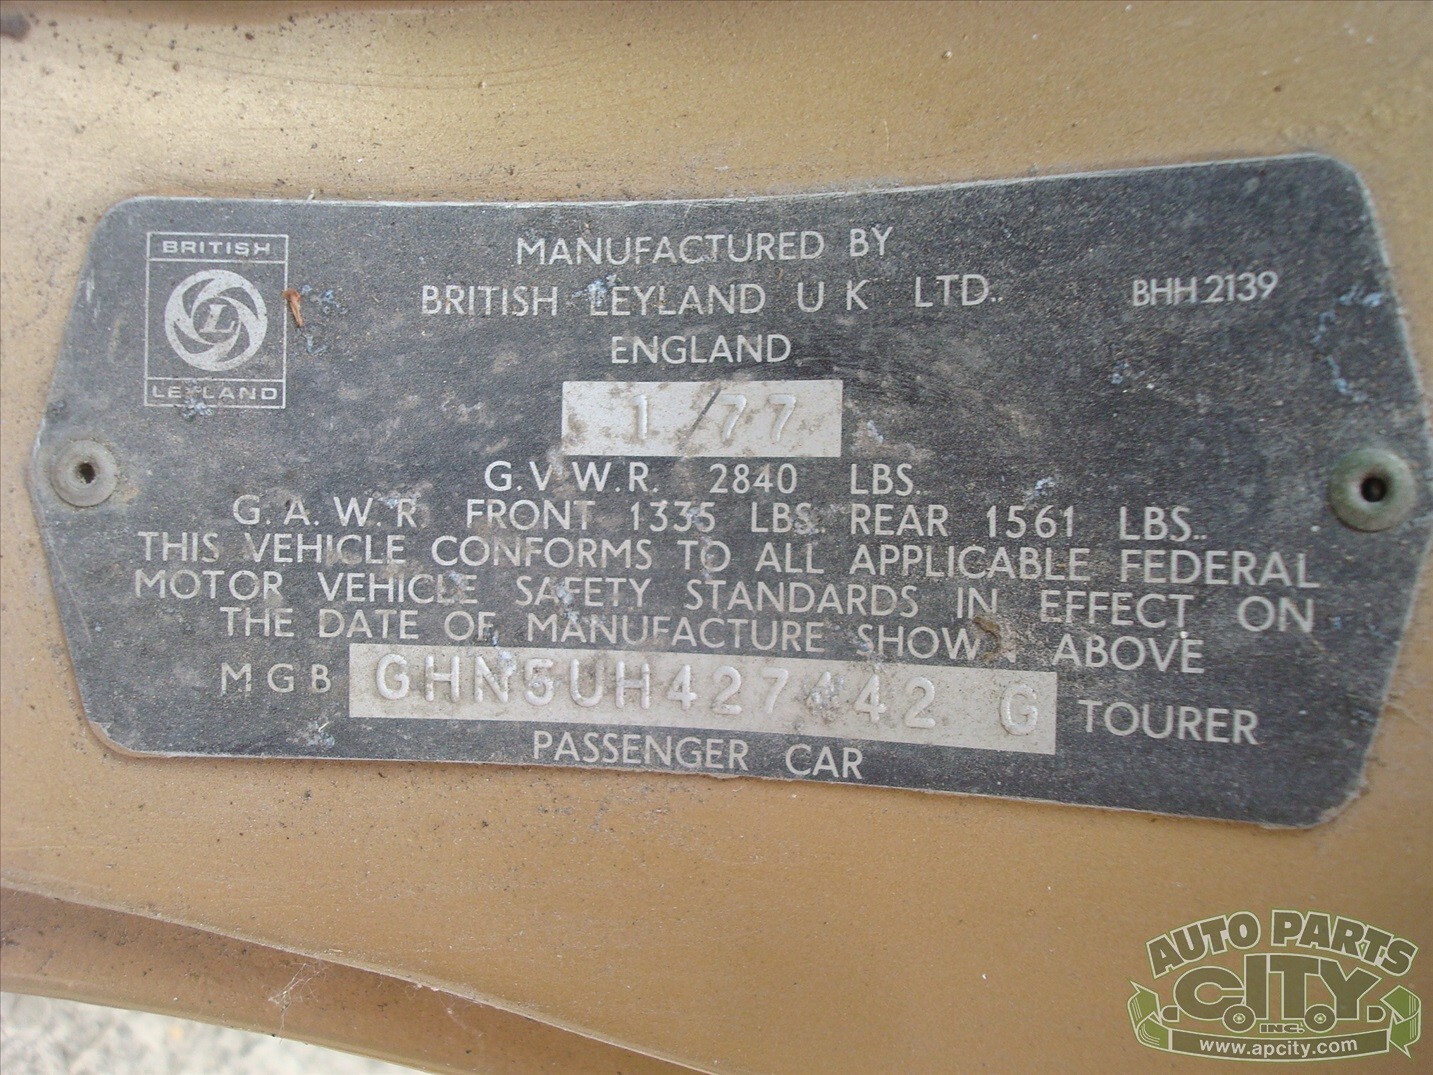 BRITISH
L
LEYLAND
MANUFACTURED BY
BRITISH LEYLAND U K LTD..
BHH 2139
ENGLAND
1/77
G.V.W.R. 2840 LBS..
G.A.W.R. FRONT 1335 LBS. REAR 1561 LBS..
THIS VEHICLE CONFORMS TO ALL APPLICABLE FEDERAL
MOTOR VEHICLE SAFETY STANDARDS IN EFFECT ON
THE DATE OF MANUFACTURE SHOWN ABOVE
MGB GHN5UH427442 G TOURER
PASSENGER CAR
AUTO PARTS
C.I.T.Y.
INC.
www.apcity.com